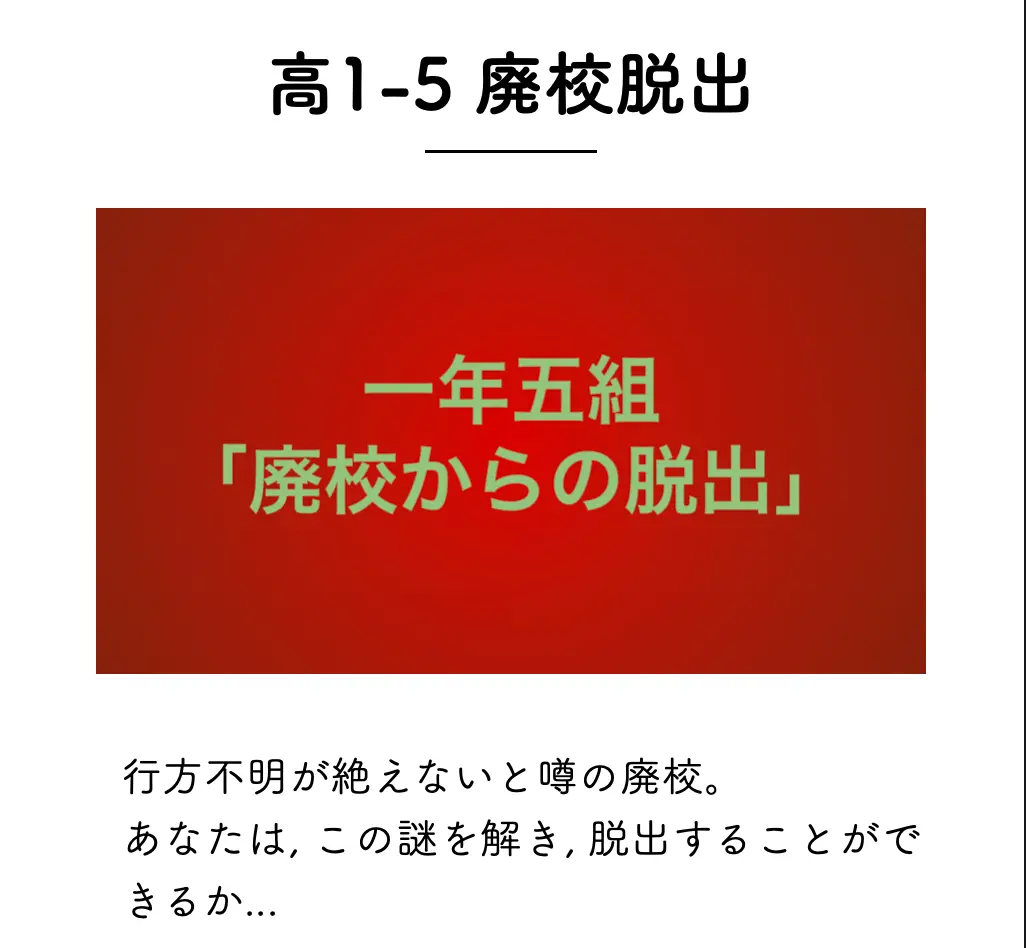 高1-5 廃校脱出
一年五組
「廃校からの脱出」
行方不明が絶えないと噂の廃校。
あなたは, この謎を解き, 脱出することがで
きるか...